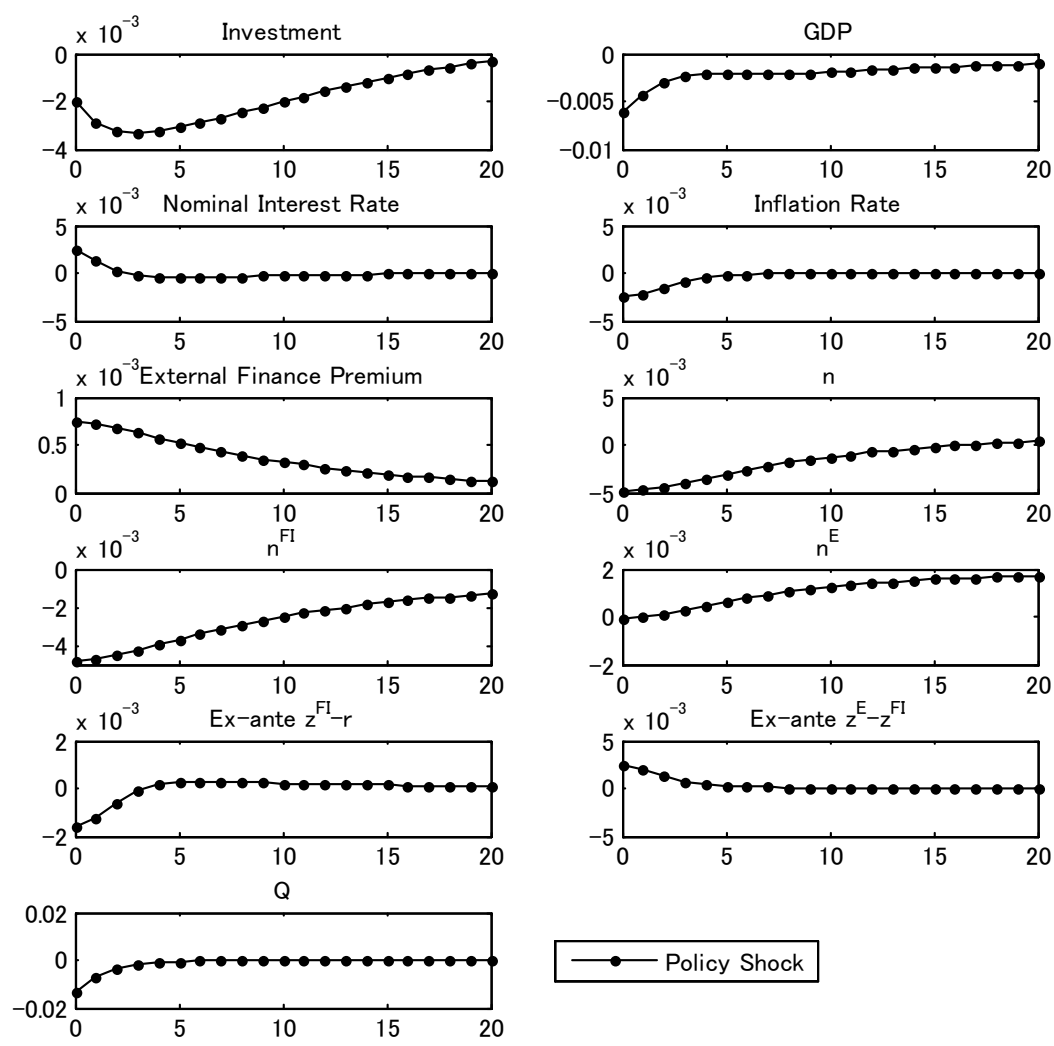 x 10^-3 Investment
0
−2
−4
0 5 10 15 20
GDP
0
−0.005
−0.01
0 5 10 15 20
x 10^-3 Nominal Interest Rate
5
0
−5
0 5 10 15 20
x 10^-3 Inflation Rate
5
0
−5
0 5 10 15 20
x 10^-3 External Finance Premium
1
0.5
0
0 5 10 15 20
x 10^-3 n
5
0
−5
0 5 10 15 20
x 10^-3 n^FI
0
−2
−4
0 5 10 15 20
x 10^-3 n^E
2
0
−2
0 5 10 15 20
x 10^-3 Ex-ante z^FI-r
2
0
−2
0 5 10 15 20
x 10^-3 Ex-ante z^E-z^FI
5
0
−5
0 5 10 15 20
Q
0.02
0
−0.02
0 5 10 15 20
Policy Shock